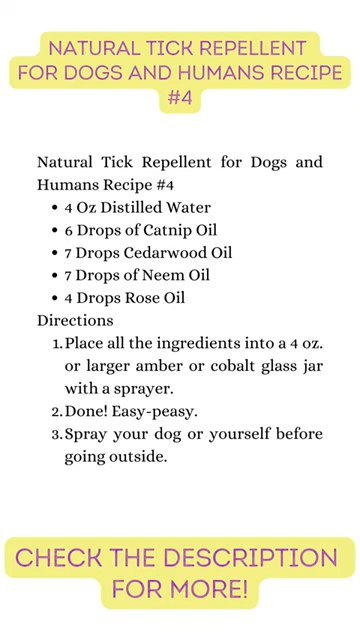 NATURAL TICK REPELLENT
FOR DOGS AND HUMANS RECIPE
#4
Natural Tick Repellent for Dogs and
Humans Recipe #4
• 4 Oz Distilled Water
• 6 Drops of Catnip Oil
• 7 Drops Cedarwood Oil
• 7 Drops of Neem Oil
• 4 Drops Rose Oil
Directions
1. Place all the ingredients into a 4 oz.
or larger amber or cobalt glass jar
with a sprayer.
2. Done! Easy-peasy.
3. Spray your dog or yourself before
going outside.
CHECK THE DESCRIPTION
FOR MORE!